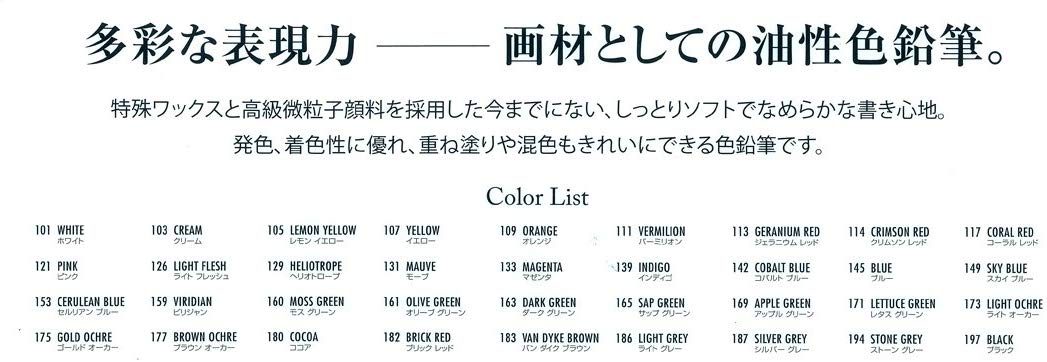 多彩な表現力 ―― 画材としての油性色鉛筆。
特殊ワックスと高級微粒子顔料を採用した今までにない、しっとりソフトでなめらかな書き心地。
発色、着色性に優れ、重ね塗りや混色もきれいにできる色鉛筆です。
Color List
101 WHITE 103 CREAM 105 LEMON YELLOW 107 YELLOW 109 ORANGE 111 VERMILION 113 GERANIUM RED 114 CRIMSON RED 117 CORAL RED
ホワイト クリーム レモン イエロー イエロー オレンジ バーミリオン ジェラニウム レッド クリムソン レッド コーラル レッド
121 PINK 126 LIGHT FLESH 129 HELIOTROPE 131 MAUVE 133 MAGENTA 139 INDIGO 142 COBALT BLUE 145 BLUE 149 SKY BLUE
ピンク ライト フレッシュ ヘリオトロープ モーブ マゼンタ インディゴ コバルト ブルー ブルー スカイ ブルー
153 CERULEAN BLUE 159 VIRIDIAN 160 MOSS GREEN 161 OLIVE GREEN 163 DARK GREEN 165 SAP GREEN 169 APPLE GREEN 171 LETTUCE GREEN 173 LIGHT OCHRE
セルリアン ブルー ビリジャン モス グリーン オリーブ グリーン ダーク グリーン サップ グリーン アップル グリーン レタス グリーン ライト オーカー
175 GOLD OCHRE 177 BROWN OCHRE 180 COCOA 182 BRICK RED 183 VAN DYKE BROWN 186 LIGHT GREY 187 SILVER GREY 194 STONE GREY 197 BLACK
ゴールド オーカー ブラウン オーカー ココア ブリック レッド バン ダイク ブラウン ライト グレー シルバー グレー ストーン グレー ブラック